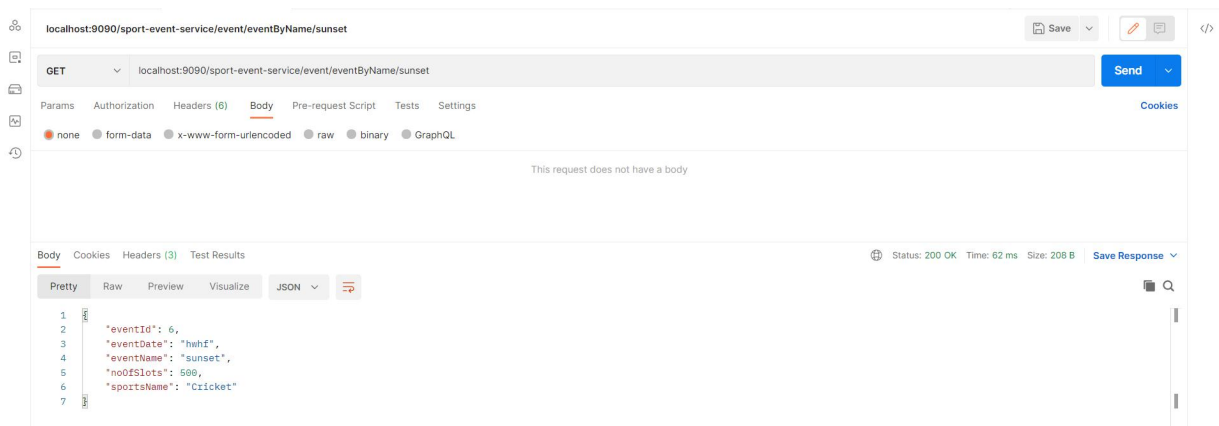 localhost:9090/sport-event-service/event/eventByName/sunset
Save
</>
GET localhost:9090/sport-event-service/event/eventByName/sunset Send
Params Authorization Headers (6) Body Pre-request Script Tests Settings Cookies
none form-data x-www-form-urlencoded raw binary GraphQL
This request does not have a body
Body Cookies Headers (3) Test Results Status: 200 OK Time: 62 ms Size: 208 B Save Response
Pretty Raw Preview Visualize JSON
1 {
2 "eventId": 6,
3 "eventDate": "hwhf",
4 "eventName": "sunset",
5 "noOfSlots": 500,
6 "sportsName": "Cricket"
7 }